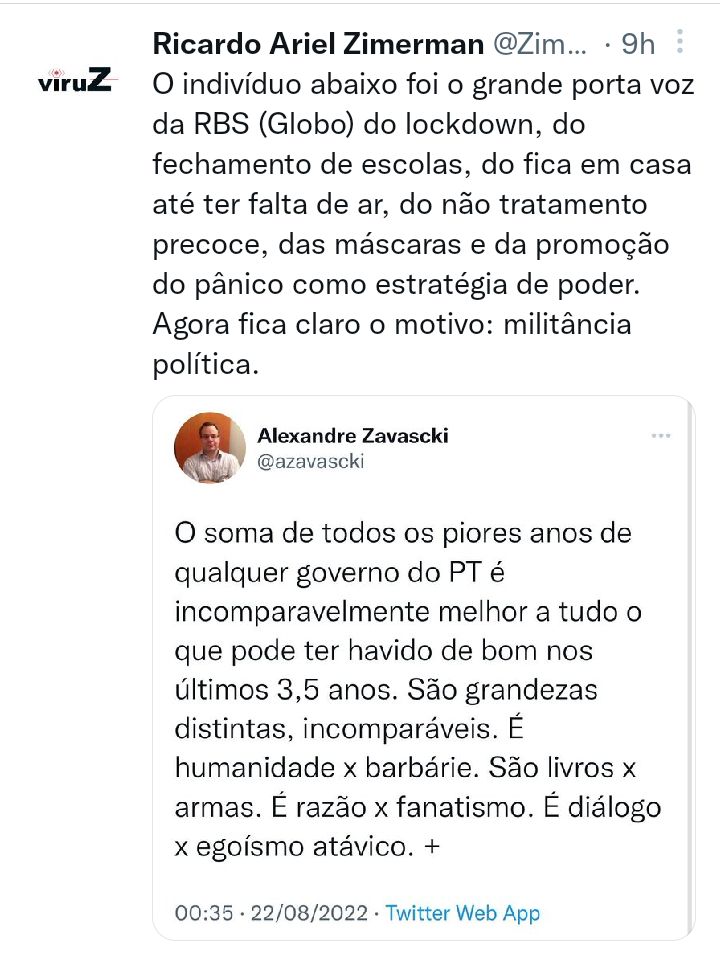 Ricardo Ariel Zimerman @Zim... · 9h
viruZ
O indivíduo abaixo foi o grande porta voz
da RBS (Globo) do lockdown, do
fechamento de escolas, do fica em casa
até ter falta de ar, do não tratamento
precoce, das máscaras e da promoção
do pânico como estratégia de poder.
Agora fica claro o motivo: militância
política.
Alexandre Zavascki
@azavascki
O soma de todos os piores anos de
qualquer governo do PT é
incomparavelmente melhor a tudo o
que pode ter havido de bom nos
últimos 3,5 anos. São grandezas
distintas, incomparáveis. É
humanidade x barbárie. São livros x
armas. É razão x fanatismo. É diálogo
x egoísmo atávico. +
00:35 · 22/08/2022 · Twitter Web App